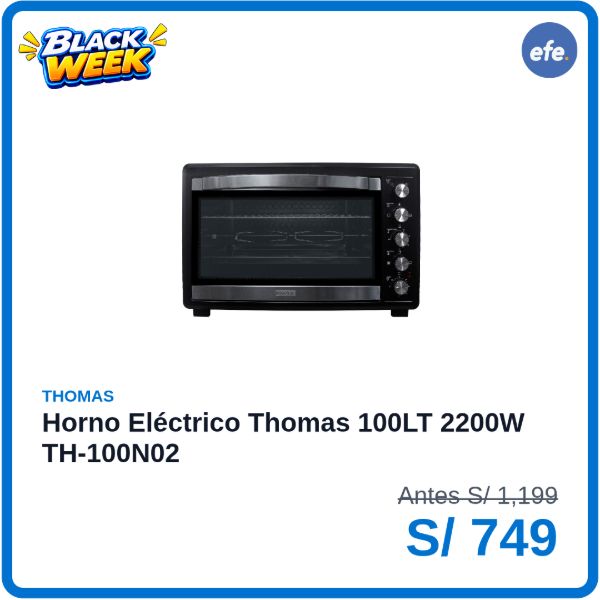 BLACK
WEEK
efe.
THOMAS
Horno Eléctrico Thomas 100LT 2200W
TH-100N02
Antes S/ 1,199
S/ 749